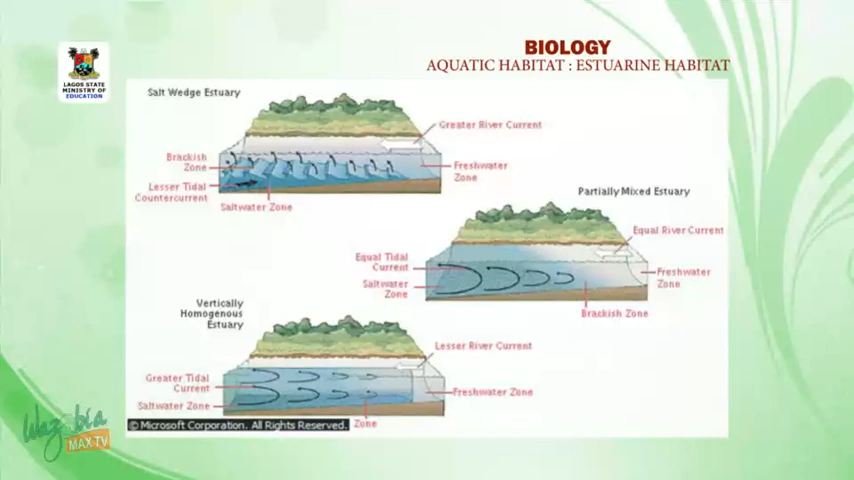 BIOLOGY
AQUATIC HABITAT : ESTUARINE HABITAT
LAGOS STATE
MINISTRY OF
EDUCATION
Salt Wedge Estuary
Greater River Current
Brackish
Zone
Freshwater
Zone
Lesser Tidal
Countercurrent
Saltwater Zone
Partially Mixed Estuary
Equal River Current
Equal Tidal
Current
Freshwater
Zone
Saltwater
Zone
Brackish Zone
Vertically
Homogenous
Estuary
Lesser River Current
Greater Tidal
Current
Freshwater Zone
Saltwater Zone
Zone
© Microsoft Corporation. All Rights Reserved.
Wazobia
MAX TV